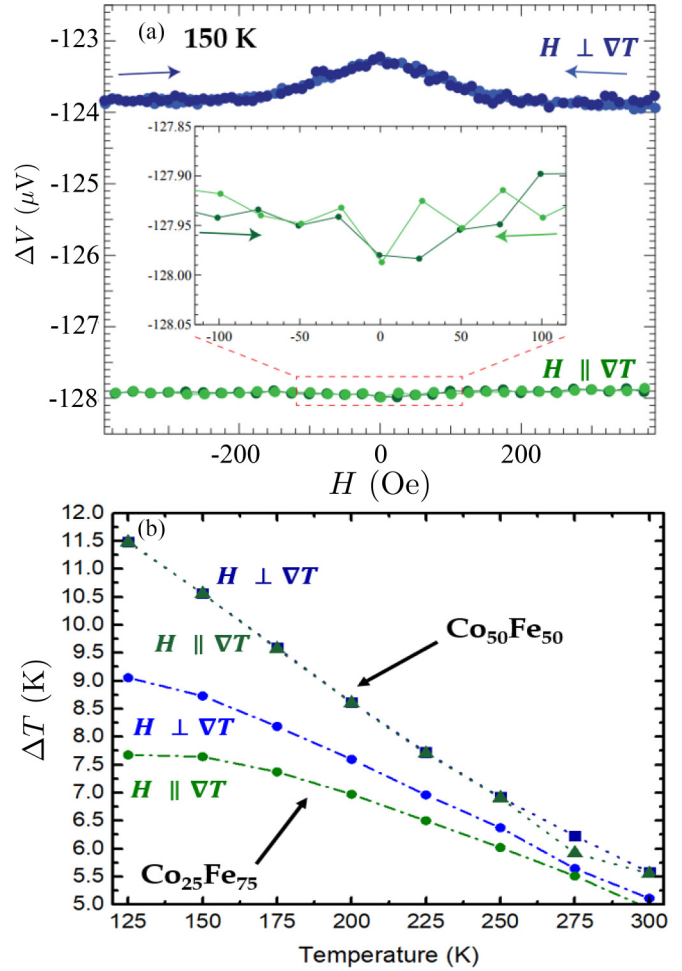 (a) 150 K
H ⊥ ∇T
-123
-124
-125
-126
-127
-128
ΔV (μV)
-127.85
-127.90
-127.95
-128.00
-128.05
-100 -50 0 50 100
H ∥ ∇T
-200 0 200
H (Oe)
(b)
12.0
11.5
11.0
10.5
10.0
9.5
9.0
8.5
8.0
7.5
7.0
6.5
6.0
5.5
5.0
ΔT (K)
H ⊥ ∇T
H ∥ ∇T
Co₅₀Fe₅₀
H ⊥ ∇T
H ∥ ∇T
Co₂₅Fe₇₅
125 150 175 200 225 250 275 300
Temperature (K)